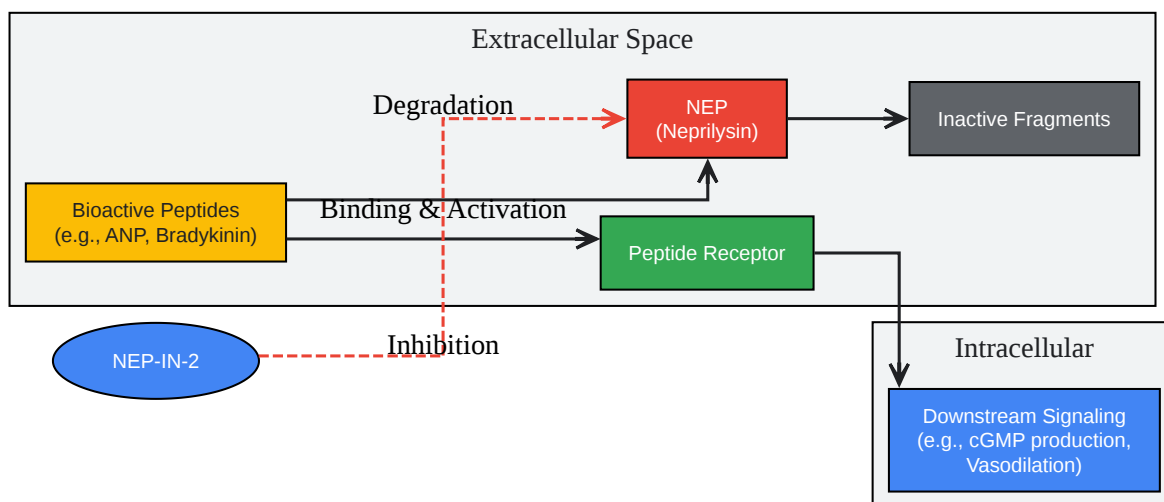 Extracellular Space
Degradation
NEP
(Neprilysin)
Inactive Fragments
Bioactive Peptides
(e.g., ANP, Bradykinin)
Binding & Activation
Peptide Receptor
NEP-IN-2
Inhibition
Intracellular
Downstream Signaling
(e.g., cGMP production,
Vasodilation)